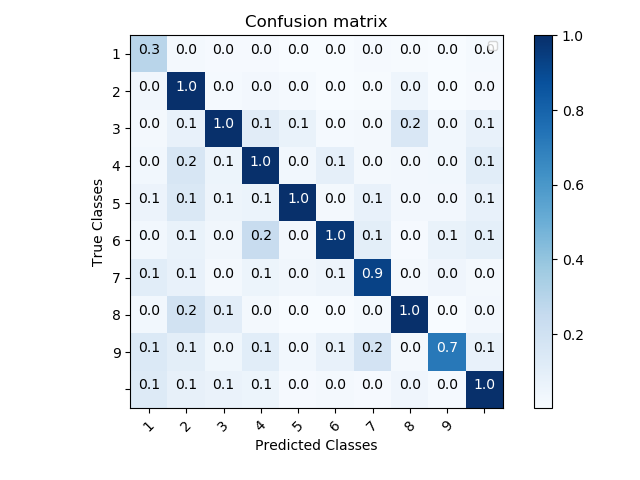 Confusion matrix
1 0.3 0.0 0.0 0.0 0.0 0.0 0.0 0.0 0.0 0.0
2 0.0 1.0 0.0 0.0 0.0 0.0 0.0 0.0 0.0 0.0
3 0.0 0.1 1.0 0.1 0.1 0.0 0.0 0.2 0.0 0.1
4 0.0 0.2 0.1 1.0 0.0 0.1 0.0 0.0 0.0 0.1
5 0.1 0.1 0.1 0.1 1.0 0.0 0.1 0.0 0.0 0.1
6 0.0 0.1 0.0 0.2 0.0 1.0 0.1 0.0 0.1 0.1
7 0.1 0.1 0.0 0.1 0.0 0.1 0.9 0.0 0.0 0.0
8 0.0 0.2 0.1 0.0 0.0 0.0 0.0 1.0 0.0 0.0
9 0.1 0.1 0.0 0.1 0.0 0.1 0.2 0.0 0.7 0.1
0.1 0.1 0.1 0.1 0.0 0.0 0.0 0.0 0.0 1.0
1 2 3 4 5 6 7 8 9
True Classes
Predicted Classes
1.0
0.8
0.6
0.4
0.2